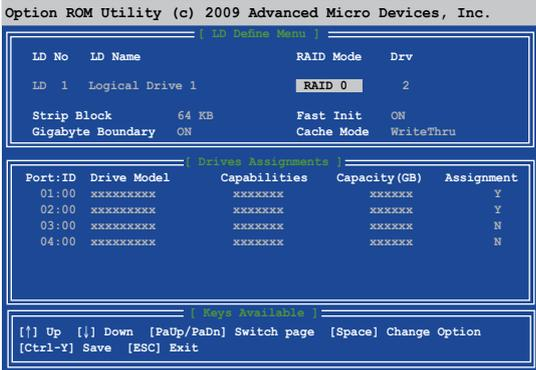 Option ROM Utility (c) 2009 Advanced Micro Devices, Inc.
[ LD Define Menu ]
LD No LD Name RAID Mode Drv
LD 1 Logical Drive 1 RAID 0 2
Strip Block 64 KB Fast Init ON
Gigabyte Boundary ON Cache Mode WriteThru
[ Drives Assignments ]
Port:ID Drive Model Capabilities Capacity(GB) Assignment
01:00 xxxxxxxxx xxxxxxx xxxxxx Y
02:00 xxxxxxxxx xxxxxxx xxxxxx Y
03:00 xxxxxxxxx xxxxxxx xxxxxx N
04:00 xxxxxxxxx xxxxxxx xxxxxx N
[ Keys Available ]
[↑] Up [↓] Down [PaUp/PaDn] Switch page [Space] Change Option
[Ctrl-Y] Save [ESC] Exit